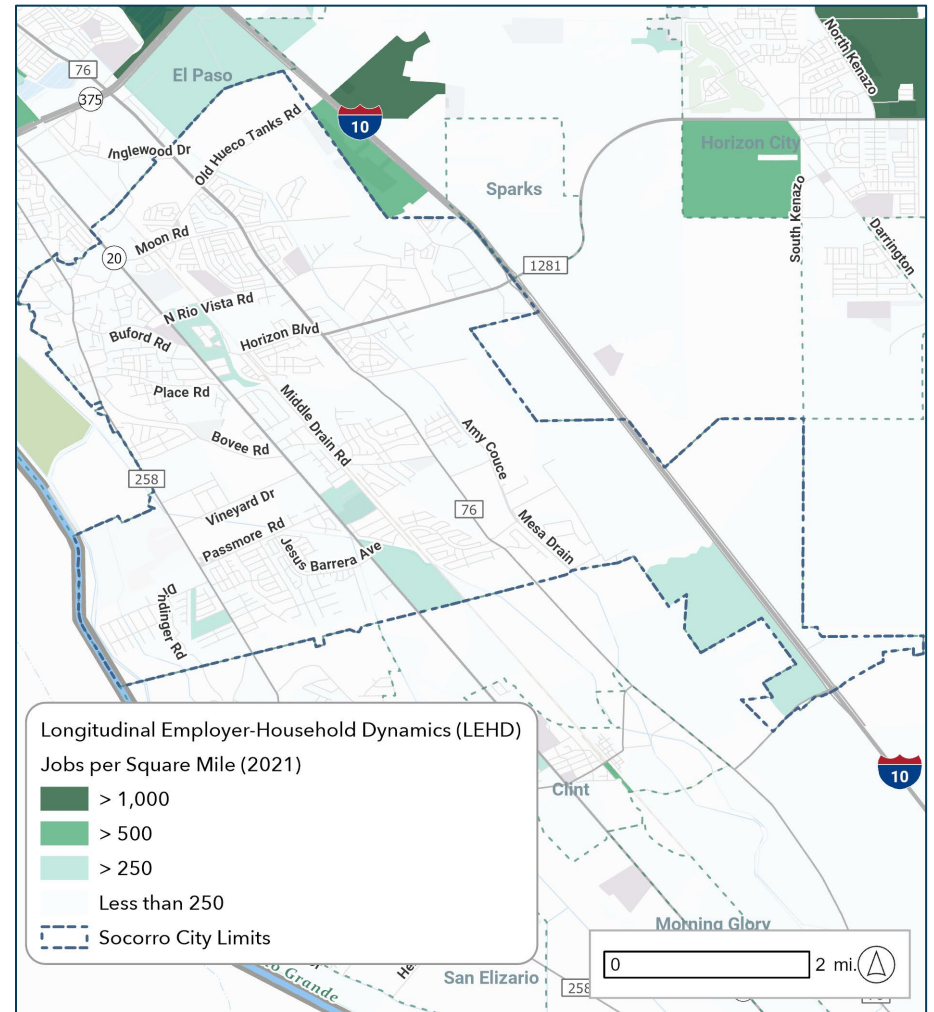 76
El Paso
375
Inglewood Dr
Old Hueco Tanks Rd
10
North Kenazo
Horizon City
Sparks
South Kenazo
Darrington
Moon Rd
20
1281
N Rio Vista Rd
Buford Rd
Horizon Blvd
Place Rd
Middle Drain Rd
Bovee Rd
Amy Couce
258
Vineyard Dr
76
Mesa Drain
Passmore Rd
Jesus Barrera Ave
Dindinger Rd
Longitudinal Employer-Household Dynamics (LEHD)
Jobs per Square Mile (2021)
> 1,000
> 500
> 250
Less than 250
Socorro City Limits
10
Clint
Morning Glory
0 2 mi.
San Elizario
258
Grande